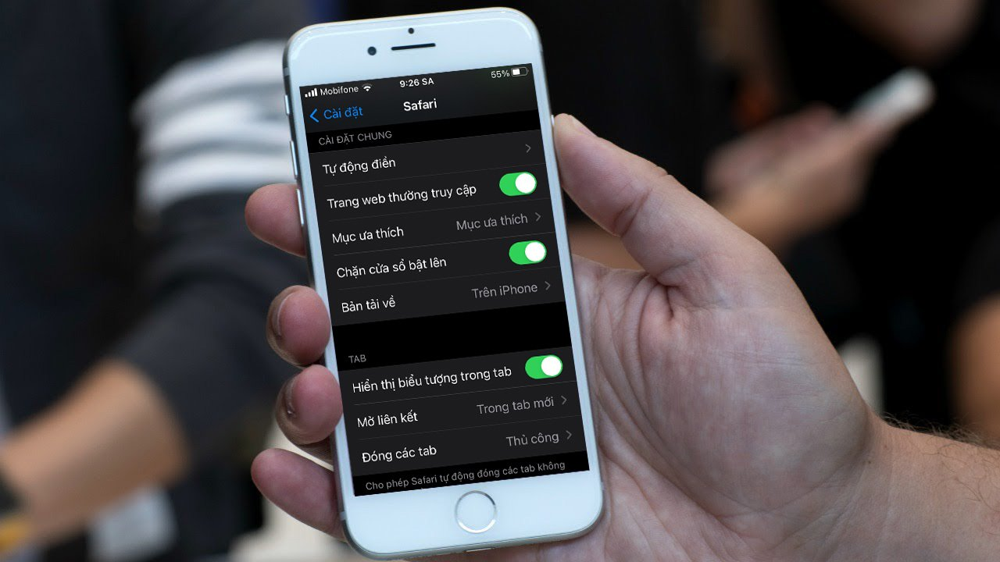 Mobifone 9:26 SA 55%
Cài đặt Safari
CÀI ĐẶT CHUNG
Tự động điền
Trang web thường truy cập
Mục ưa thích Mục ưa thích
Chặn cửa sổ bật lên
Bản tải về Trên iPhone
TAB
Hiển thị biểu tượng trong tab
Mở liên kết Trong tab mới
Đóng các tab Thủ công
Cho phép Safari tự động đóng các tab không